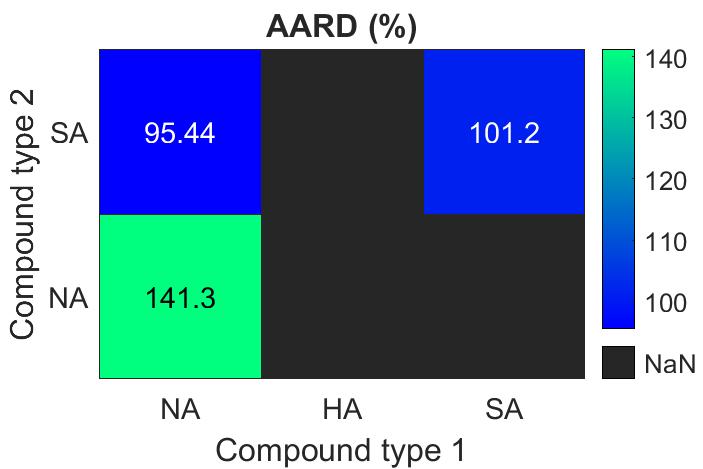 AARD (%)
Compound type 2
SA
95.44
101.2
NA
141.3
NA
HA
SA
Compound type 1
140
130
120
110
100
NaN